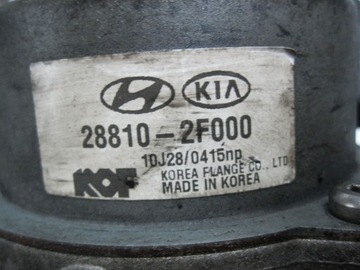 KIA
28810-2F000
10J28/0415np
KOF
KOREA FLANGE CO., LTD
MADE IN KOREA